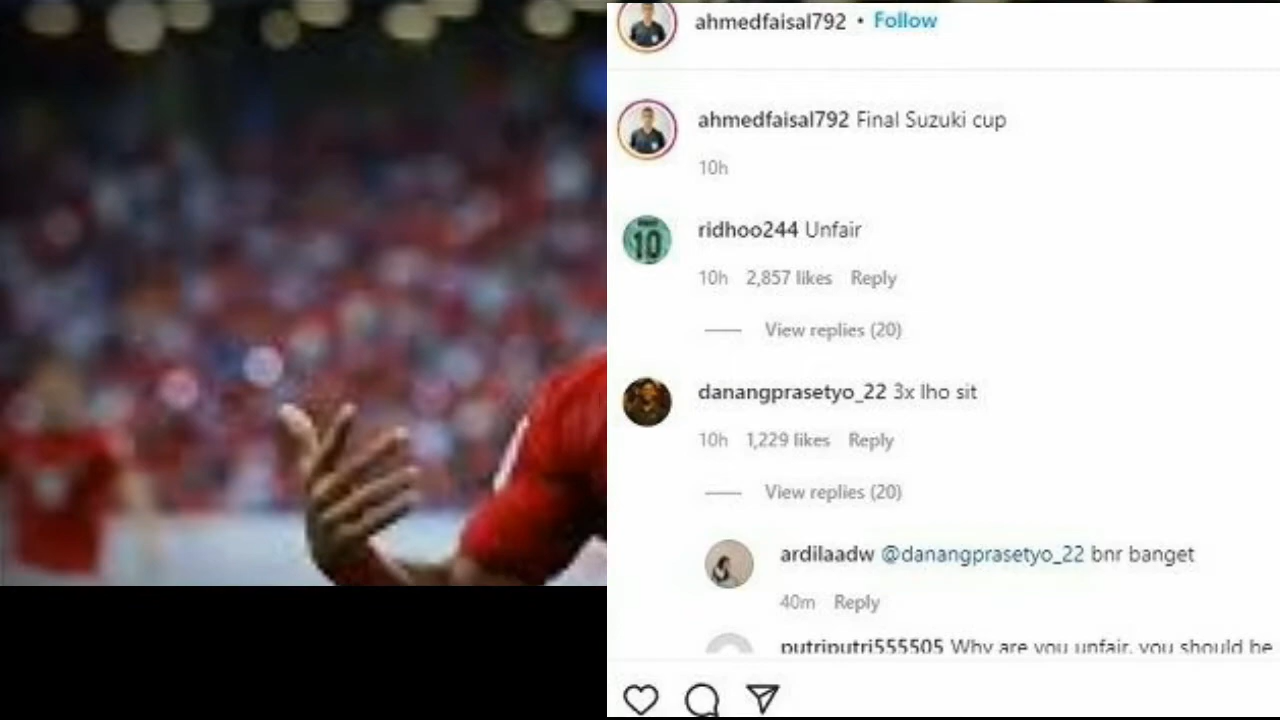 ahmedfaisal792 • Follow
ahmedfaisal792 Final Suzuki cup
10h
10
ridhoo244 Unfair
10h 2,857 likes Reply
View replies (20)
danangprasetyo_22 3x lho sit
10h 1,229 likes Reply
View replies (20)
ardilaadw @danangprasetyo_22 bnr banget
40m Reply
putriputri555505 Why are you unfair, you should be